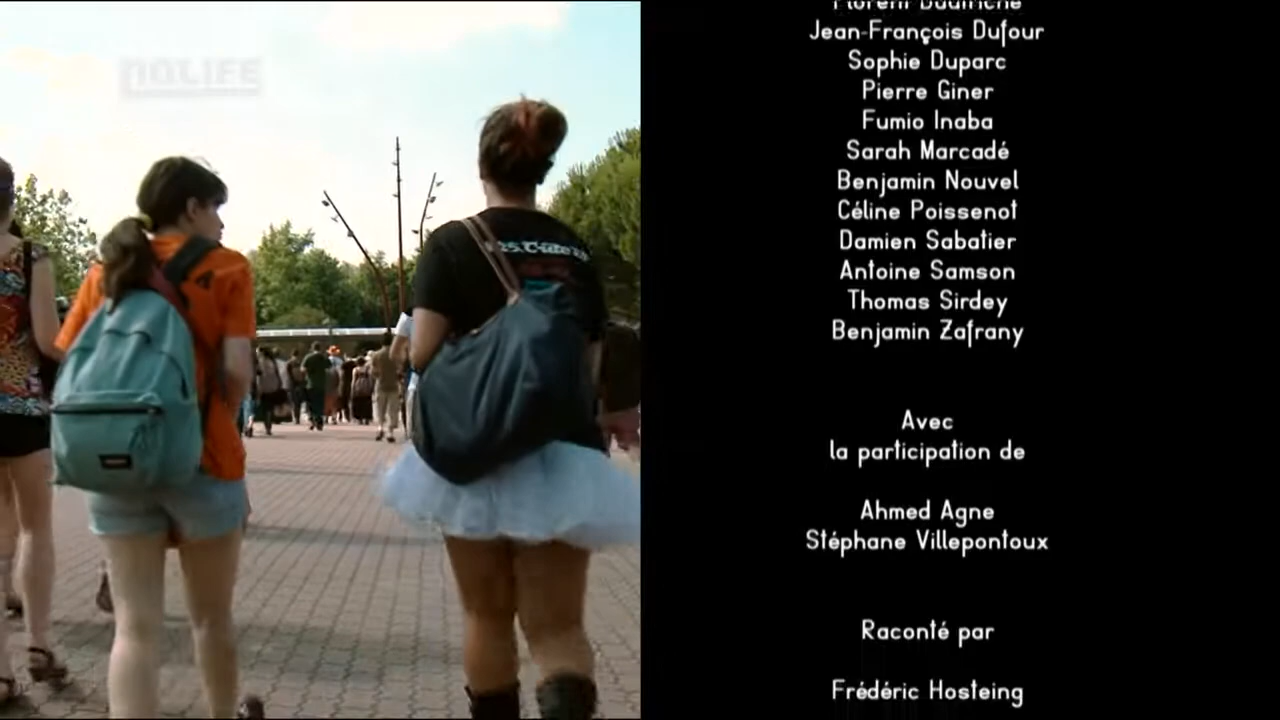 NOLIFE
Jean-François Dufour
Sophie Duparc
Pierre Giner
Fumio Inaba
Sarah Marcadé
Benjamin Nouvel
Céline Poissenot
Damien Sabatier
Antoine Samson
Thomas Sirdey
Benjamin Zafrany
Avec
la participation de
Ahmed Agne
Stéphane Villepontoux
Raconté par
Frédéric Hosteing